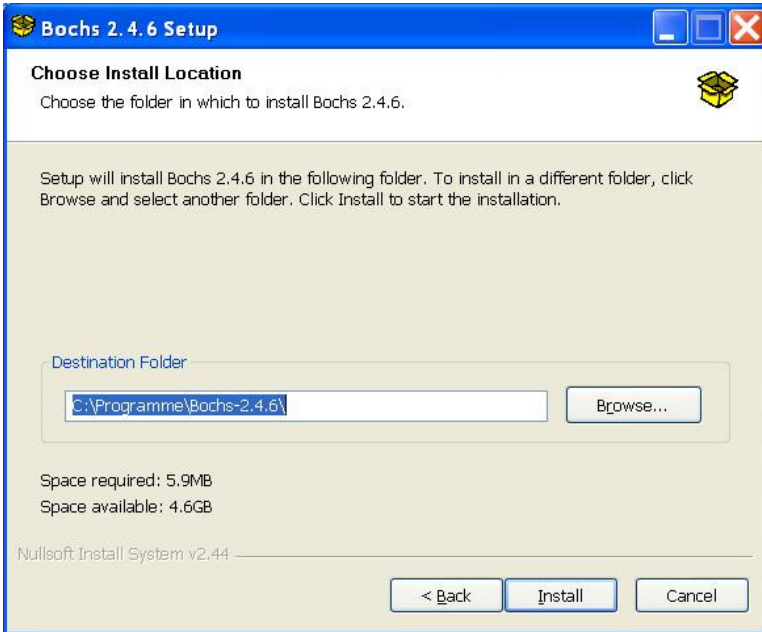 Bochs 2.4.6 Setup
Choose Install Location
Choose the folder in which to install Bochs 2.4.6.
Setup will install Bochs 2.4.6 in the following folder. To install in a different folder, click
Browse and select another folder. Click Install to start the installation.
Destination Folder
C:\Programme\Bochs-2.4.6\
Browse...
Space required: 5.9MB
Space available: 4.6GB
Nullsoft Install System v2.44
< Back
Install
Cancel